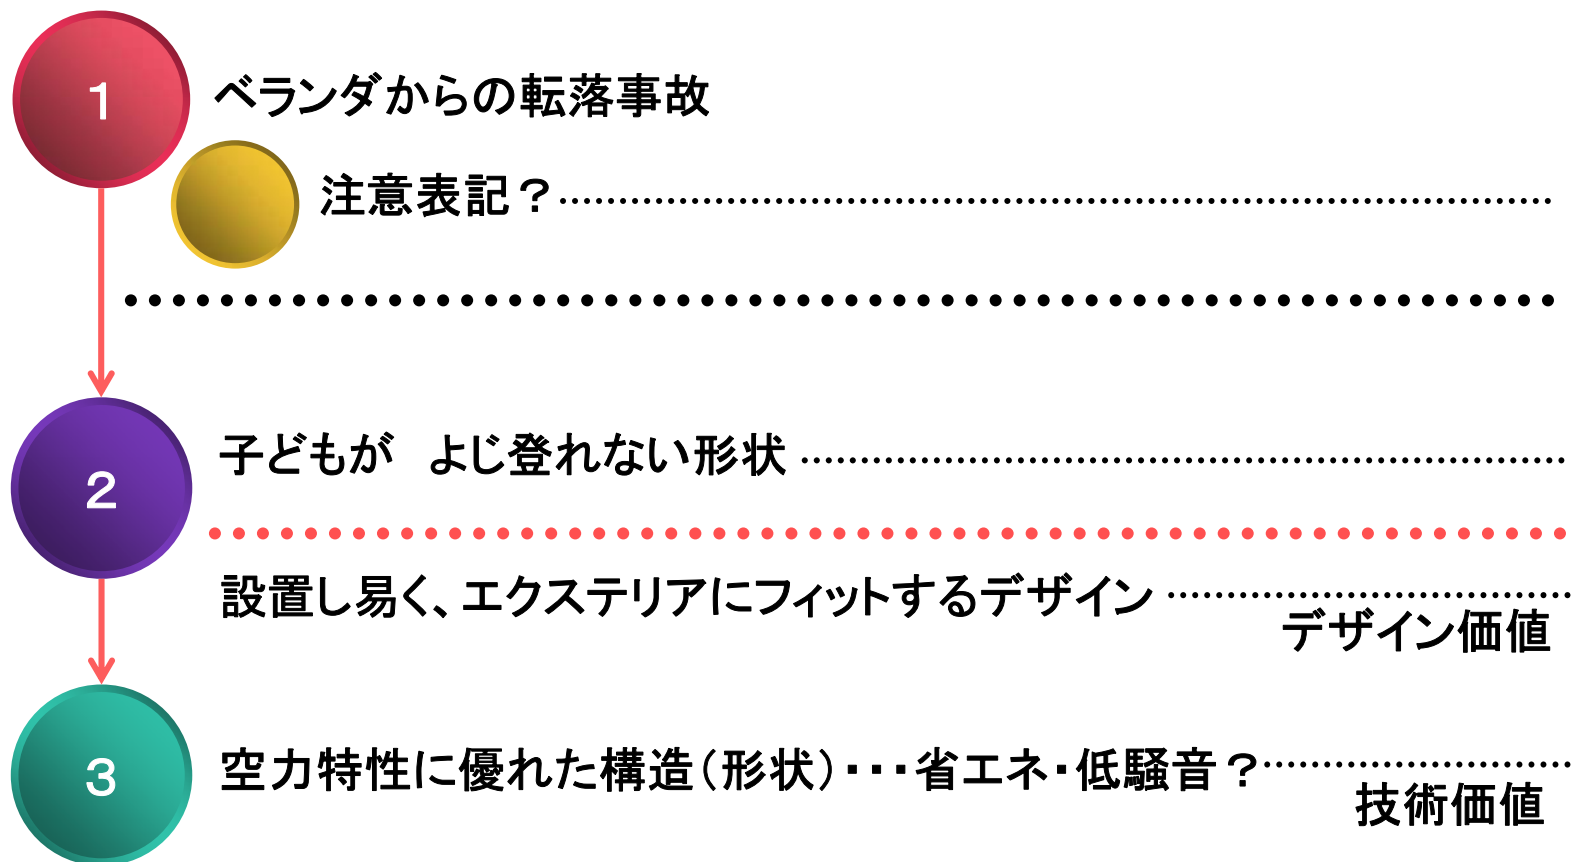 1
ベランダからの転落事故
注意表記？
2
子どもが　よじ登れない形状
設置し易く、エクステリアにフィットするデザイン
デザイン価値
3
空力特性に優れた構造（形状）・・・省エネ・低騒音？
技術価値